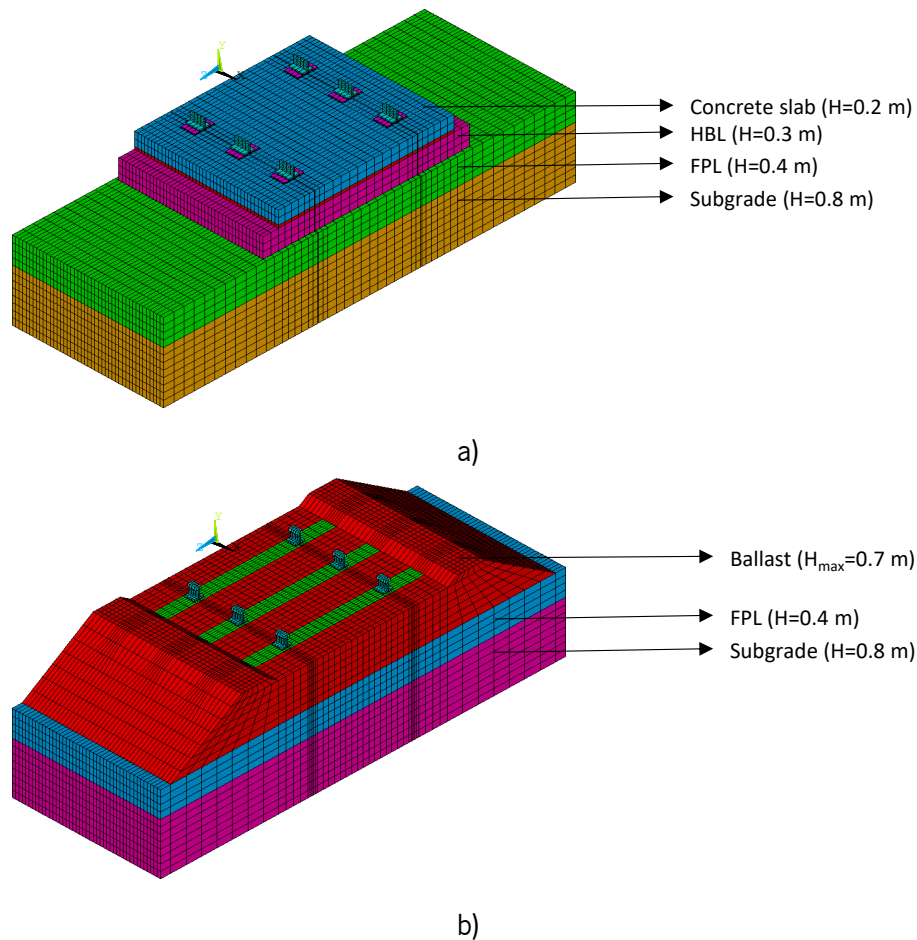 Y
Z
Concrete slab (H=0.2 m)
HBL (H=0.3 m)
FPL (H=0.4 m)
Subgrade (H=0.8 m)
a)
Y
Z
Ballast (Hmax=0.7 m)
FPL (H=0.4 m)
Subgrade (H=0.8 m)
b)